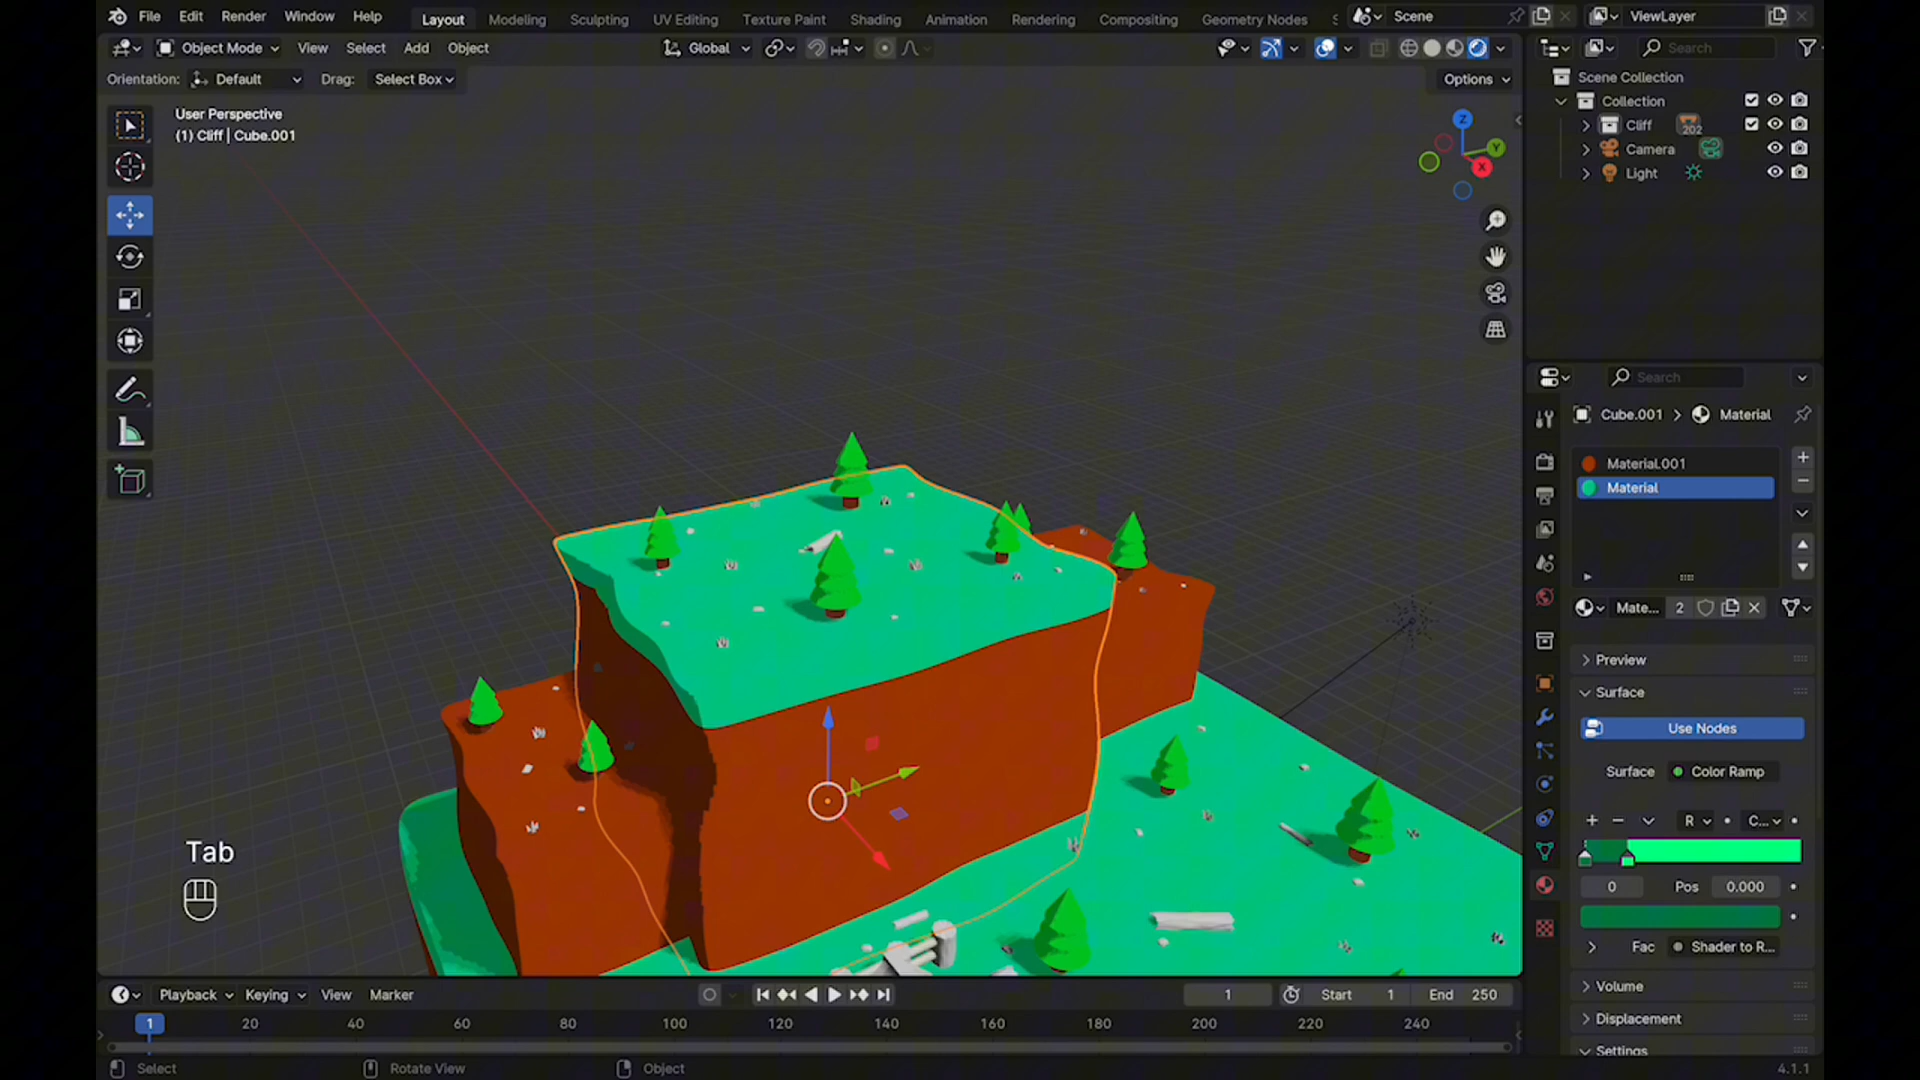 File Edit Render Window Help Layout Modeling Sculpting UV Editing Texture Paint Shading Animation Rendering Compositing Geometry Nodes Scene ViewLayer
Object Mode View Select Add Object Global Search
Orientation: Default Drag: Select Box Options
User Perspective
(1) Cliff | Cube.001
Z
Y
X
Scene Collection
Collection
Cliff 202
Camera
Light
Search
Cube.001 > Material
Material.001
Material
Mate... 2
Preview
Surface
Use Nodes
Surface Color Ramp
R C...
0 Pos 0.000
Fac Shader to R...
Volume
Displacement
Settings
Tab
Playback Keying View Marker 1 Start 1 End 250
1 20 40 60 80 100 120 140 160 180 200 220 240
Select Rotate View Object 4.1.1